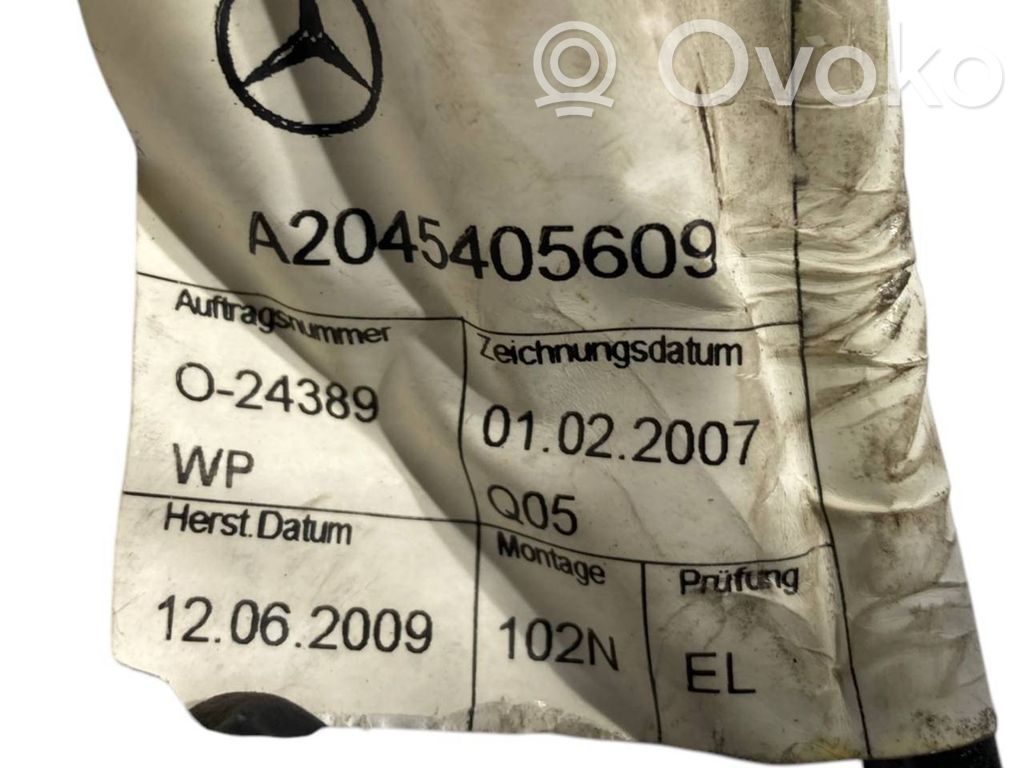 Ovoko
A2045405609
Auftragsnummer
Zeichnungsdatum
O-24389
01.02.2007
WP
Q05
Herst.Datum
Montage
Prüfung
12.06.2009
102N
EL